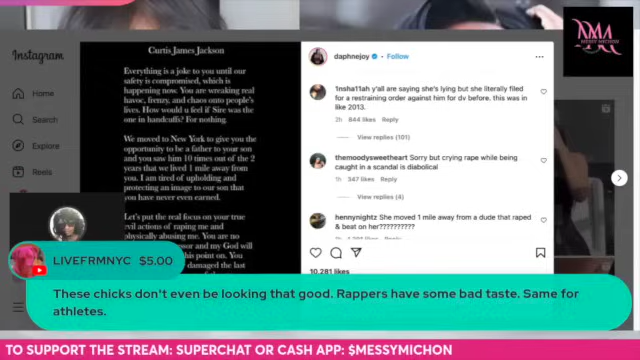 NMA
MESSY MICHON
Instagram
Home
Search
Explore
Reels
Curtis James Jackson
Everything is a joke to you until our
safety is compromised, which is
happening now. You are wreaking real
havoc, frenzy, and chaos onto people's
lives. How would u feel if Sire was the
one in handcuffs? For nothing.
We moved to New York to give you the
opportunity to be a father to your son
and you saw him 10 times out of the 2
years that we lived 1 mile away from
you. I am tired of upholding and
protecting an image to our son that
you have never even earned.
Let's put the real focus on your true
evil actions of raping me and
physically abusing me. You are no
and my God will
this point on. You
damaged the last
daphnejoy • Follow
1nsha11ah y'all are saying she's lying but she literally filed
for a restraining order against him for dv before. this was in
like 2013.
2h 844 likes Reply
View replies (101)
themoodysweetheart Sorry but crying rape while being
caught in a scandal is diabolical
1h 347 likes Reply
View replies (4)
hennynightz She moved 1 mile away from a dude that raped
& beat on her??????????
likes Reply
10,281 likes
LIVEFRMNYC $5.00
These chicks don't even be looking that good. Rappers have some bad taste. Same for
athletes.
TO SUPPORT THE STREAM: SUPERCHAT OR CASH APP: $MESSYMICHON